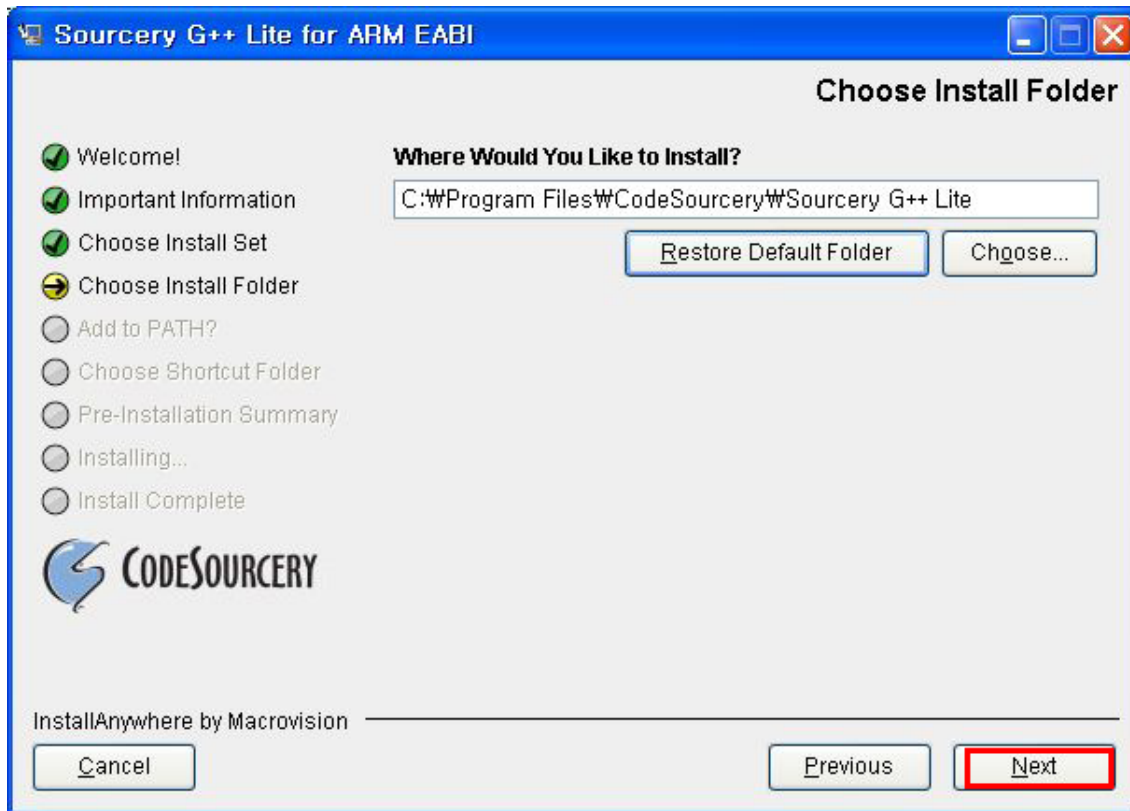 Sourcery G++ Lite for ARM EABI
Choose Install Folder
Welcome!
Important Information
Choose Install Set
Choose Install Folder
Add to PATH?
Choose Shortcut Folder
Pre-Installation Summary
Installing...
Install Complete
Where Would You Like to Install?
C:₩Program Files₩CodeSourcery₩Sourcery G++ Lite
Restore Default Folder
Choose...
CODESOURCERY
InstallAnywhere by Macrovision
Cancel
Previous
Next